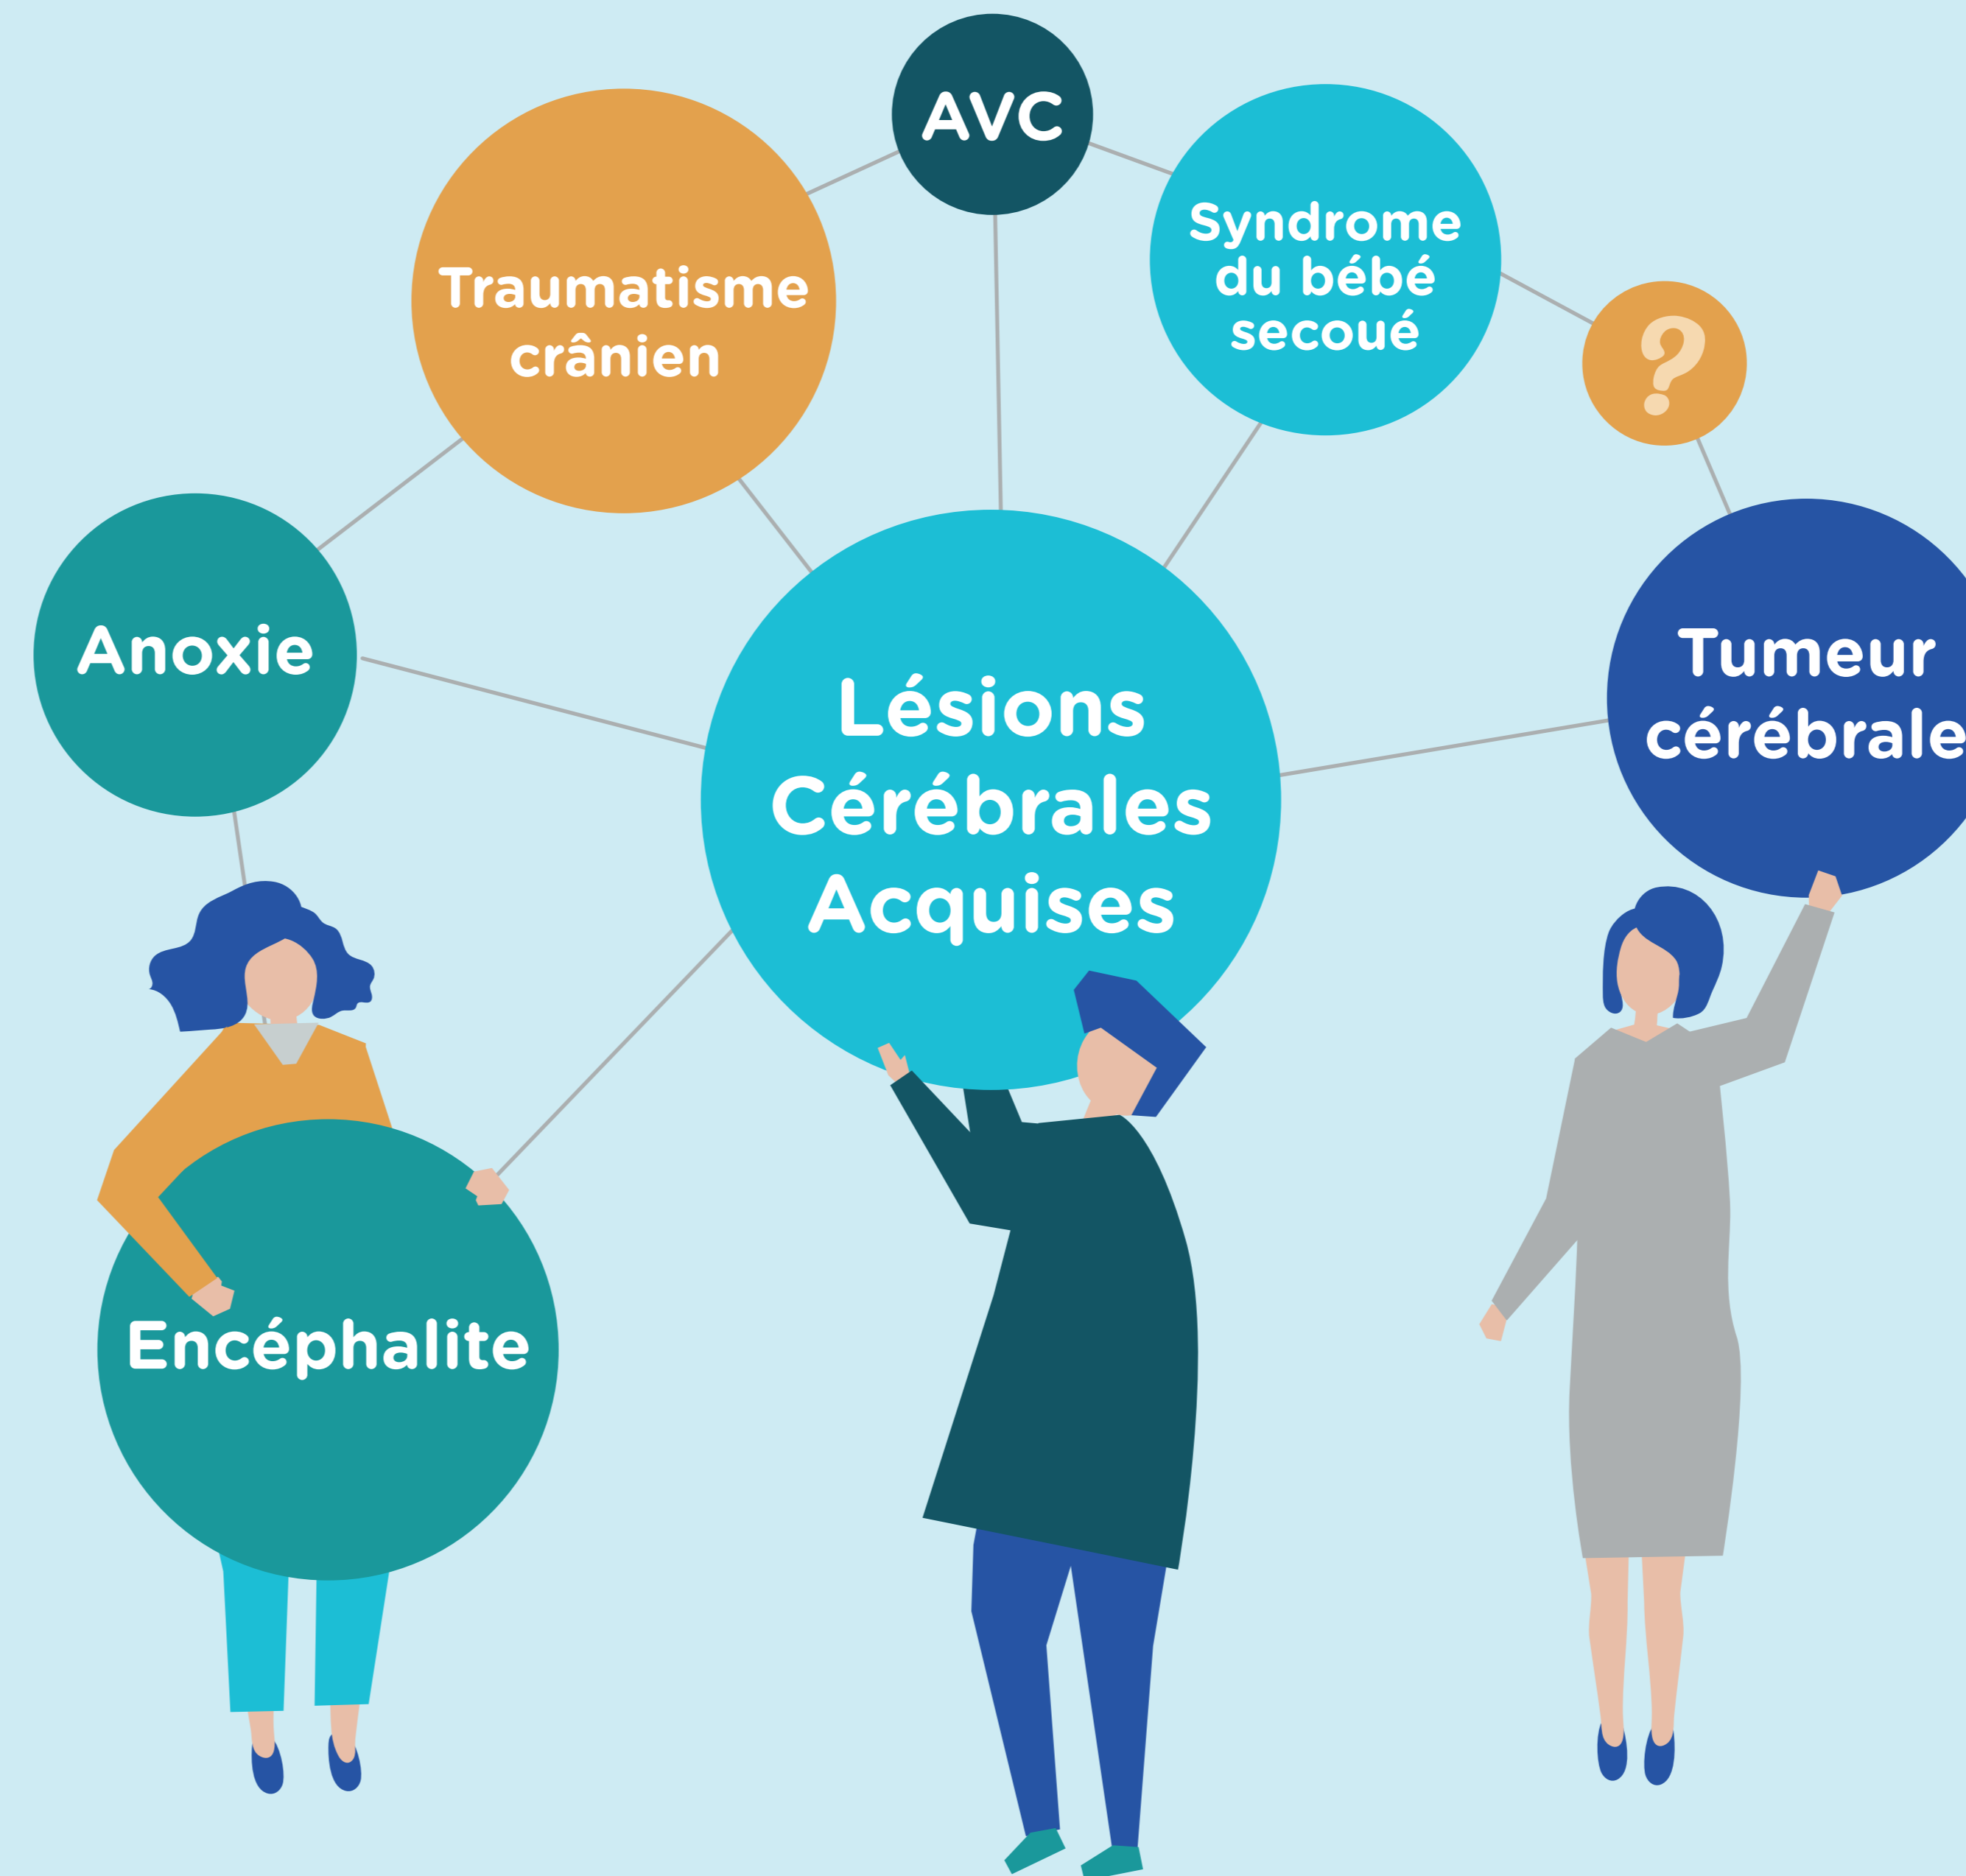 AVC
Syndrome
du bébé
secoué
Traumatisme
crânien
?
Anoxie
Tumeur
cérébrale
Lésions
Cérébrales
Acquises
Encéphalite